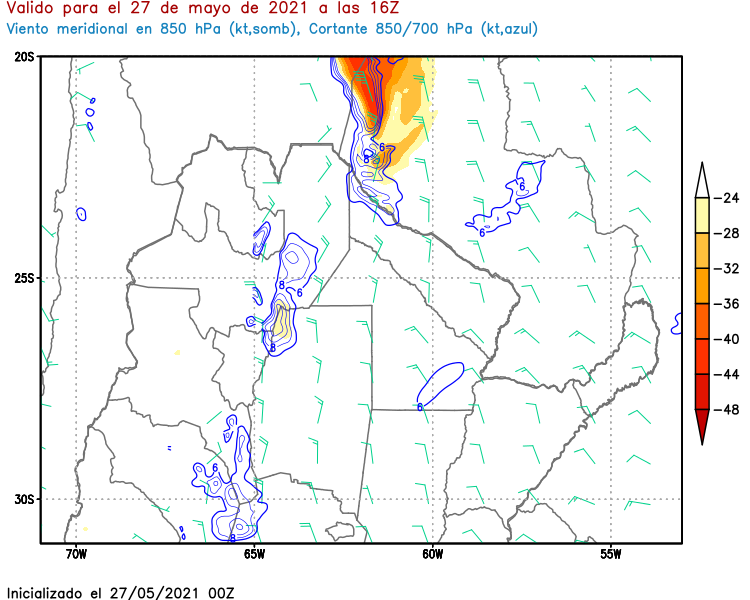 Valido para el 27 de mayo de 2021 a las 16Z
Viento meridional en 850 hPa (kt,somb), Cortante 850/700 hPa (kt,azul)
20S
25S
30S
70W 65W 60W 55W
6
8
6
6
8
6
8
6
6
8
-24
-28
-32
-36
-40
-44
-48
Inicializado el 27/05/2021 00Z